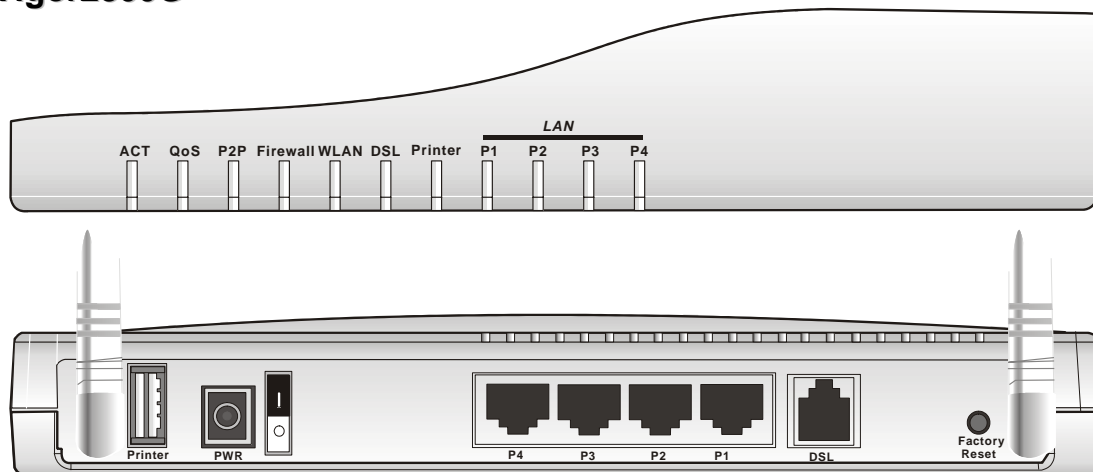 LAN
ACT QoS P2P Firewall WLAN DSL Printer P1 P2 P3 P4
Printer PWR P4 P3 P2 P1 DSL Factory
Reset